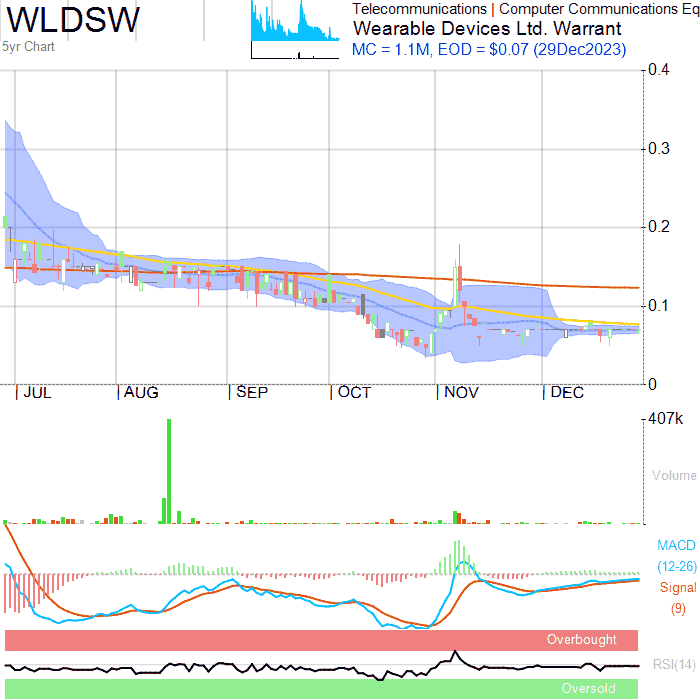 WLDSW
5yr Chart
Telecommunications | Computer Communications Eq
Wearable Devices Ltd. Warrant
MC = 1.1M, EOD = $0.07 (29Dec2023)
0.4
0.3
0.2
0.1
0
JUL AUG SEP OCT NOV DEC
407k
Volume
MACD
(12-26)
Signal
(9)
Overbought
RSI(14)
Oversold